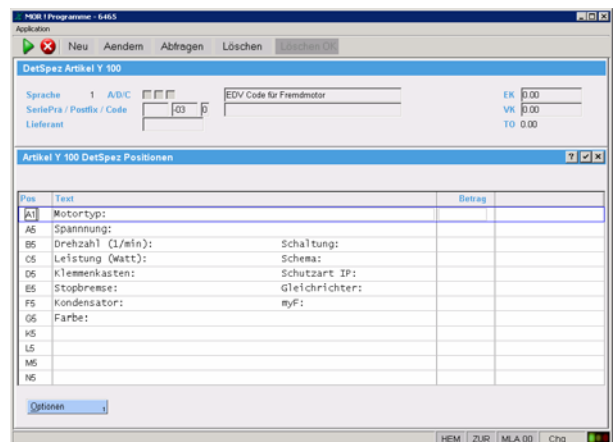 MOR ! Programme - 6465
Application
Neu Aendern Abfragen Löschen Löschen OK
DetSpez Artikel Y 100
Sprache 1 A/D/C EDV Code für Fremdmotor EK 0.00
SeriePrä / Postfix / Code -03 0 VK 0.00
Lieferant TO 0.00
Artikel Y 100 DetSpez Positionen ?
Pos Text Betrag
A1 Motortyp:
A5 Spannnung:
B5 Drehzahl (1/min): Schaltung:
C5 Leistung (Watt): Schema:
D5 Klemmenkasten: Schutzart IP:
E5 Stopbremse: Gleichrichter:
F5 Kondensator: myF:
G5 Farbe:
K5
L5
M5
N5
Optionen
HEM ZUR MLA 00 Chg